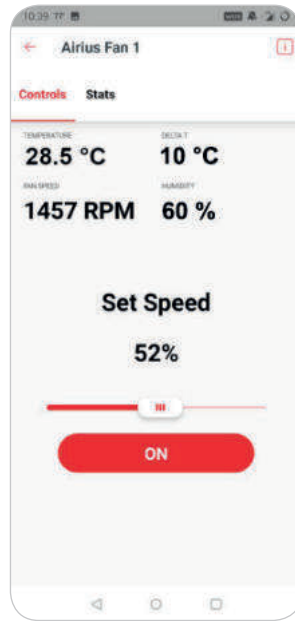 10:39
Airius Fan 1
Controls Stats
TEMPERATURE DELTA T
28.5 °C 10 °C
FAN SPEED HUMIDITY
1457 RPM 60 %
Set Speed
52%
ON